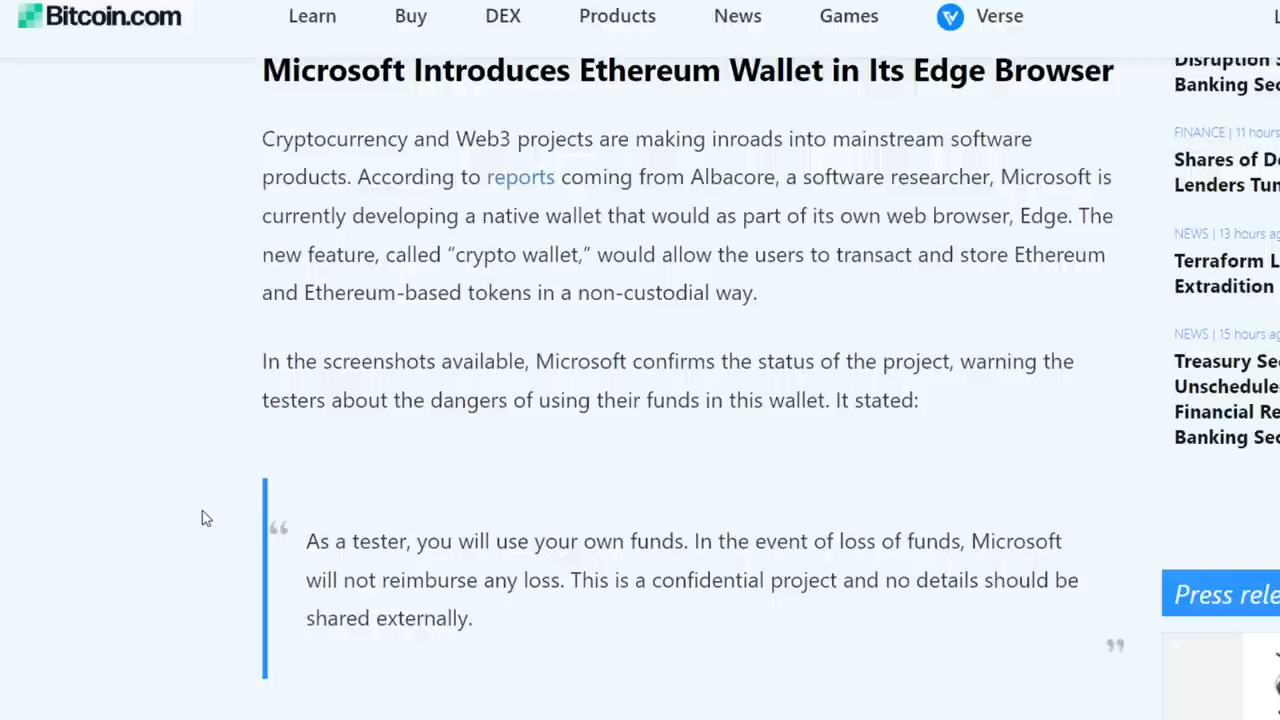 Bitcoin.com
Learn Buy DEX Products News Games Verse
Microsoft Introduces Ethereum Wallet in Its Edge Browser
Cryptocurrency and Web3 projects are making inroads into mainstream software
products. According to reports coming from Albacore, a software researcher, Microsoft is
currently developing a native wallet that would as part of its own web browser, Edge. The
new feature, called “crypto wallet,” would allow the users to transact and store Ethereum
and Ethereum-based tokens in a non-custodial way.
In the screenshots available, Microsoft confirms the status of the project, warning the
testers about the dangers of using their funds in this wallet. It stated:
“
As a tester, you will use your own funds. In the event of loss of funds, Microsoft
will not reimburse any loss. This is a confidential project and no details should be
shared externally.
”
Disruption
Banking
FINANCE | 11 hours
Shares of
Lenders
NEWS | 13 hours
Terraform
Extradition
NEWS | 15 hours
Treasury
Financial
Banking
Press